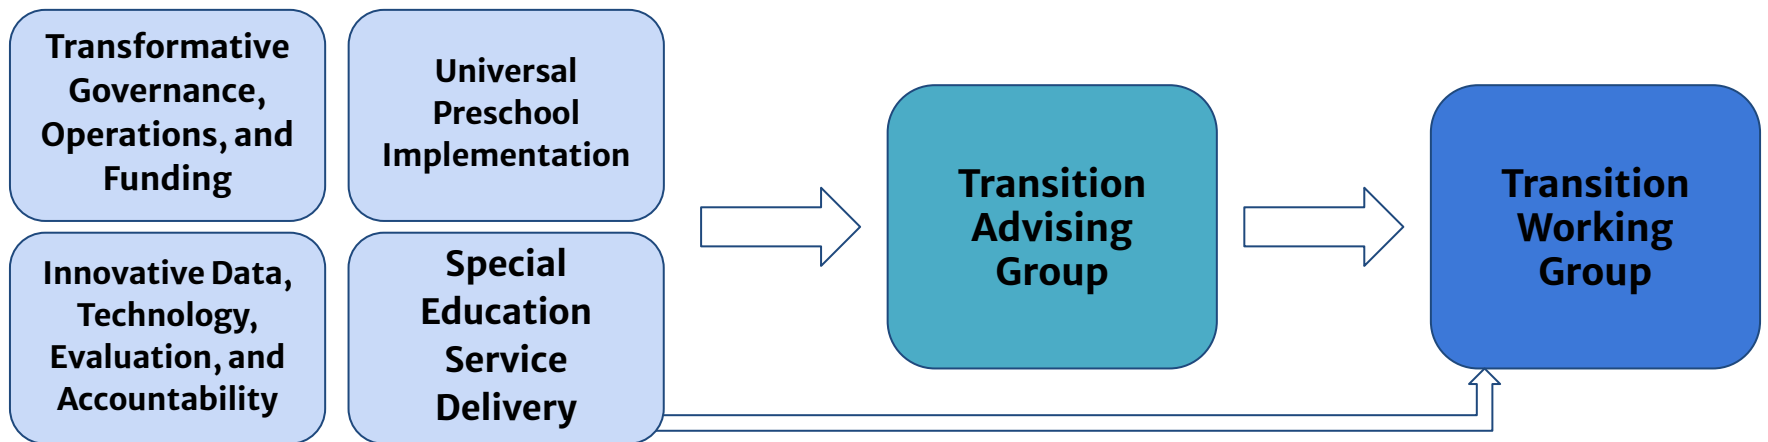 Transformative
Governance,
Operations, and
Funding
Universal
Preschool
Implementation
Innovative Data,
Technology,
Evaluation, and
Accountability
Special
Education
Service
Delivery
Transition
Advising
Group
Transition
Working
Group